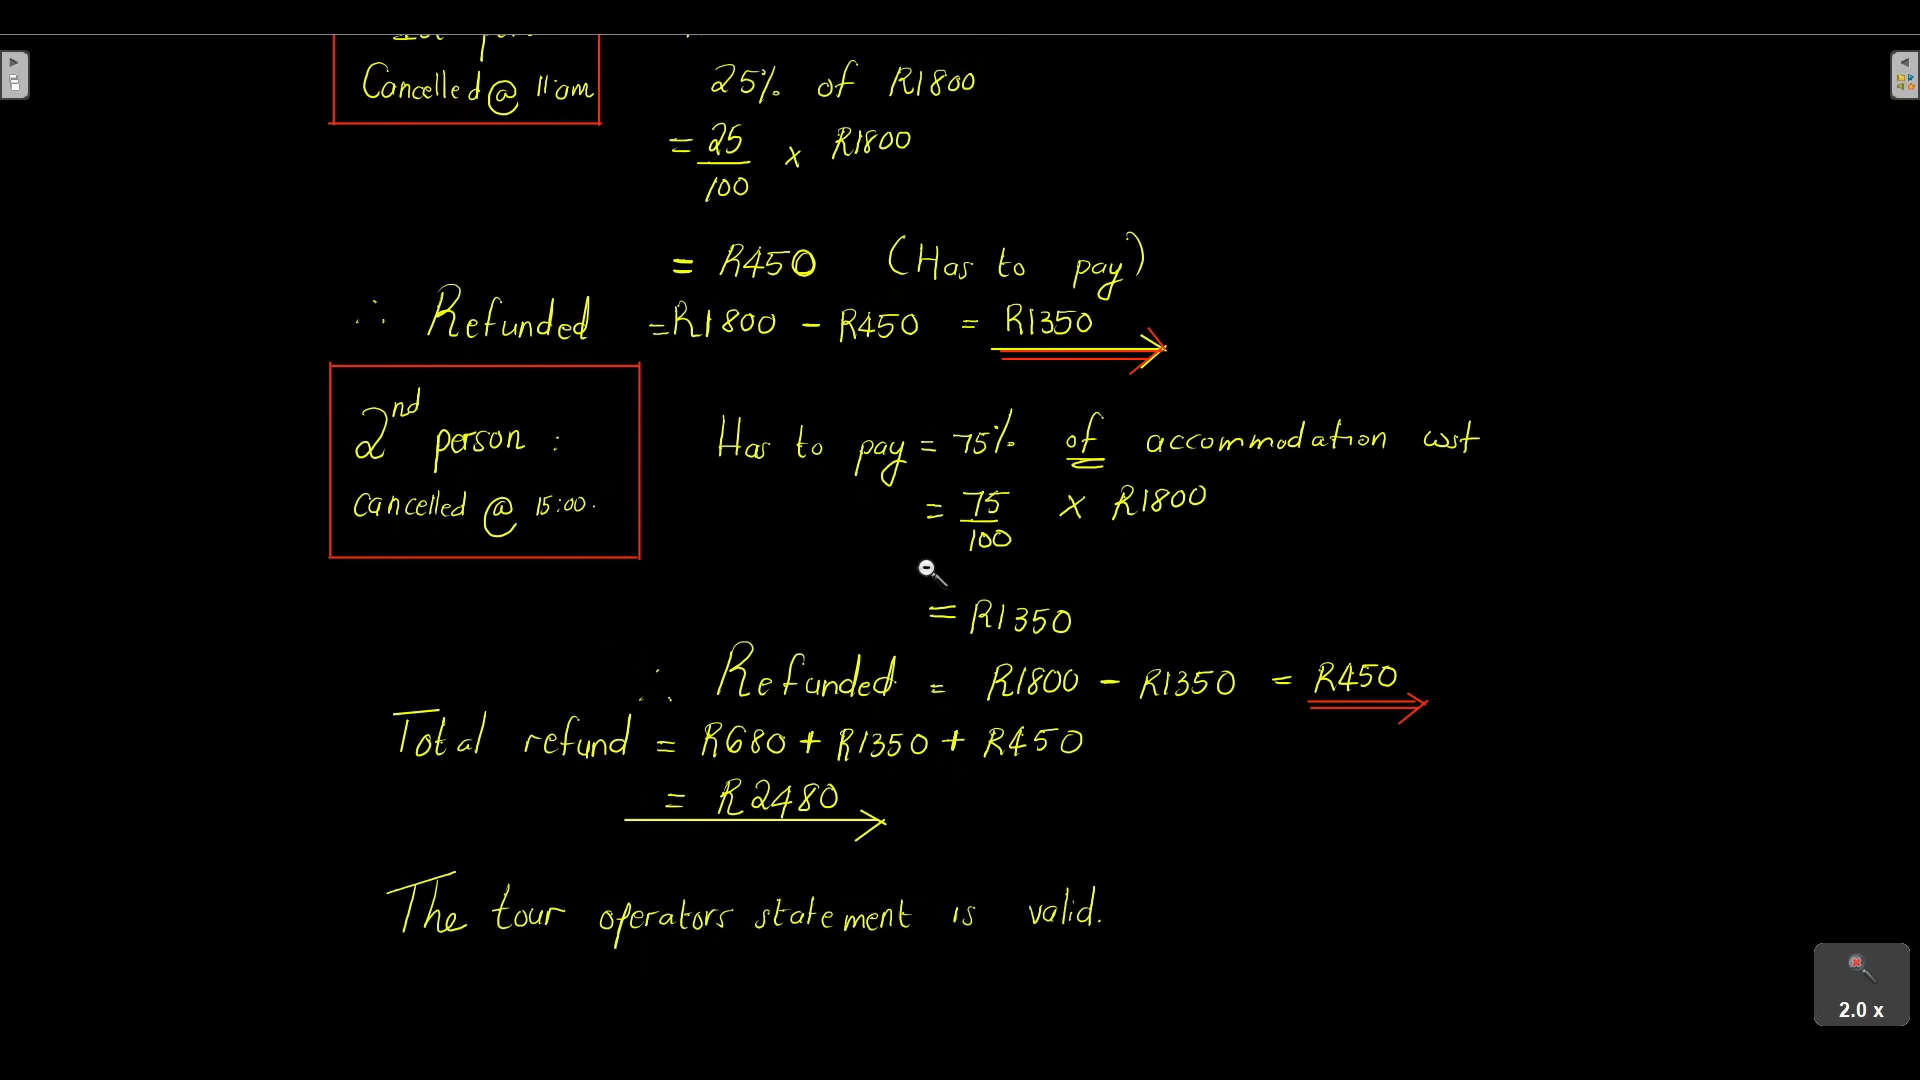 Cancelled @ 11am
25% of R1800
= 25/100 x R1800
= R450 (Has to pay)
∴ Refunded = R1800 - R450 = R1350
2nd person :
cancelled @ 15:00.
Has to pay = 75% of accommodation cost
= 75/100 x R1800
= R1350
∴ Refunded = R1800 - R1350 = R450
Total refund = R680 + R1350 + R450
= R2480
The tour operators statement is valid.
2.0 x